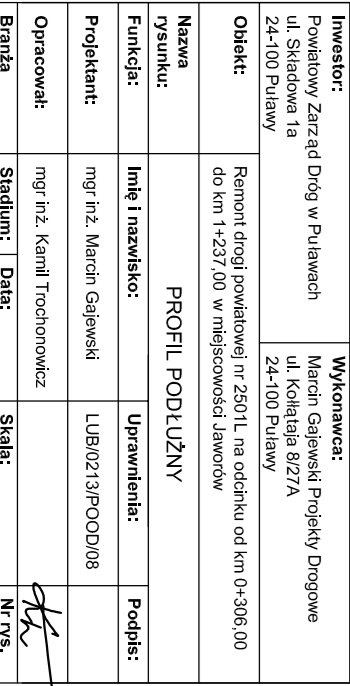 Inwestor:
Powiatowy Zarząd Dróg w Puławach
ul. Składowa 1a
24-100 Puławy
Wykonawca:
Marcin Gajewski Projekty Drogowe
ul. Kołłątaja 8/27A
24-100 Puławy
Obiekt:
Remont drogi powiatowej nr 2501L na odcinku od km 0+306,00
do km 1+237,00 w miejscowości Jaworów
Nazwa
rysunku:
PROFIL PODŁUŻNY
Funkcja:
Imię i nazwisko:
Uprawnienia:
Podpis:
Projektant:
mgr inż. Marcin Gajewski
LUB/0213/POOD/08
Opracował:
mgr inż. Kamil Trochonowicz
Branża
Stadium:
Data:
Skala:
Nr rys.